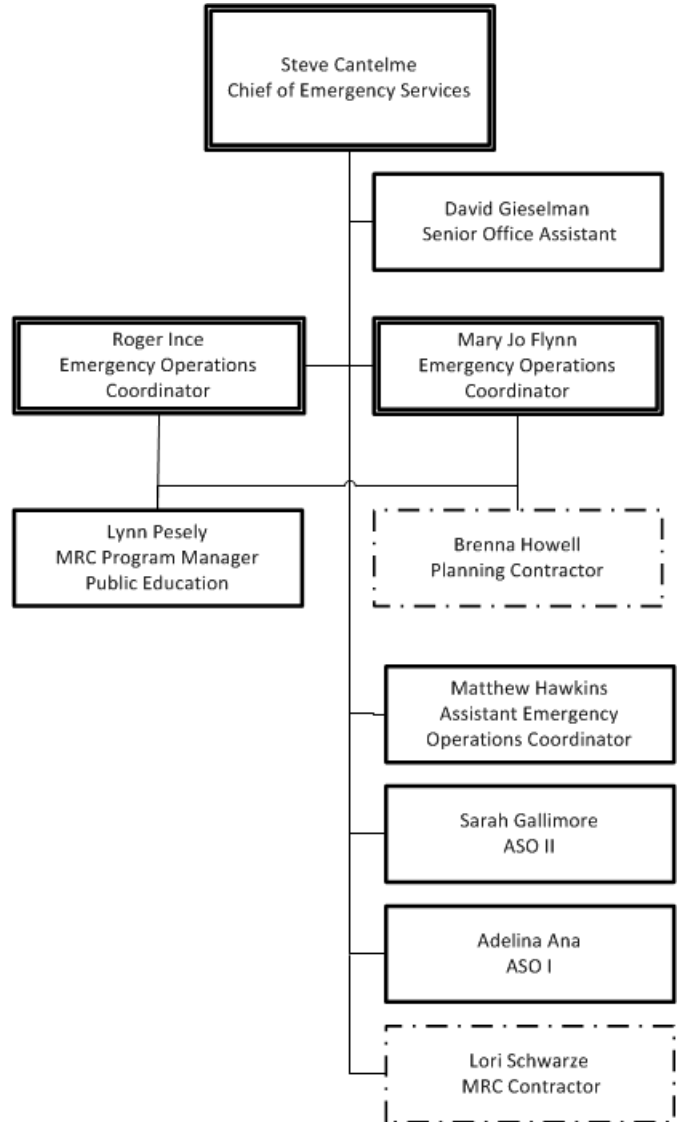 Steve Cantelme
Chief of Emergency Services
David Gieselman
Senior Office Assistant
Roger Ince
Emergency Operations
Coordinator
Mary Jo Flynn
Emergency Operations
Coordinator
Lynn Pesely
MRC Program Manager
Public Education
Brenna Howell
Planning Contractor
Matthew Hawkins
Assistant Emergency
Operations Coordinator
Sarah Gallimore
ASO II
Adelina Ana
ASO I
Lori Schwarze
MRC Contractor